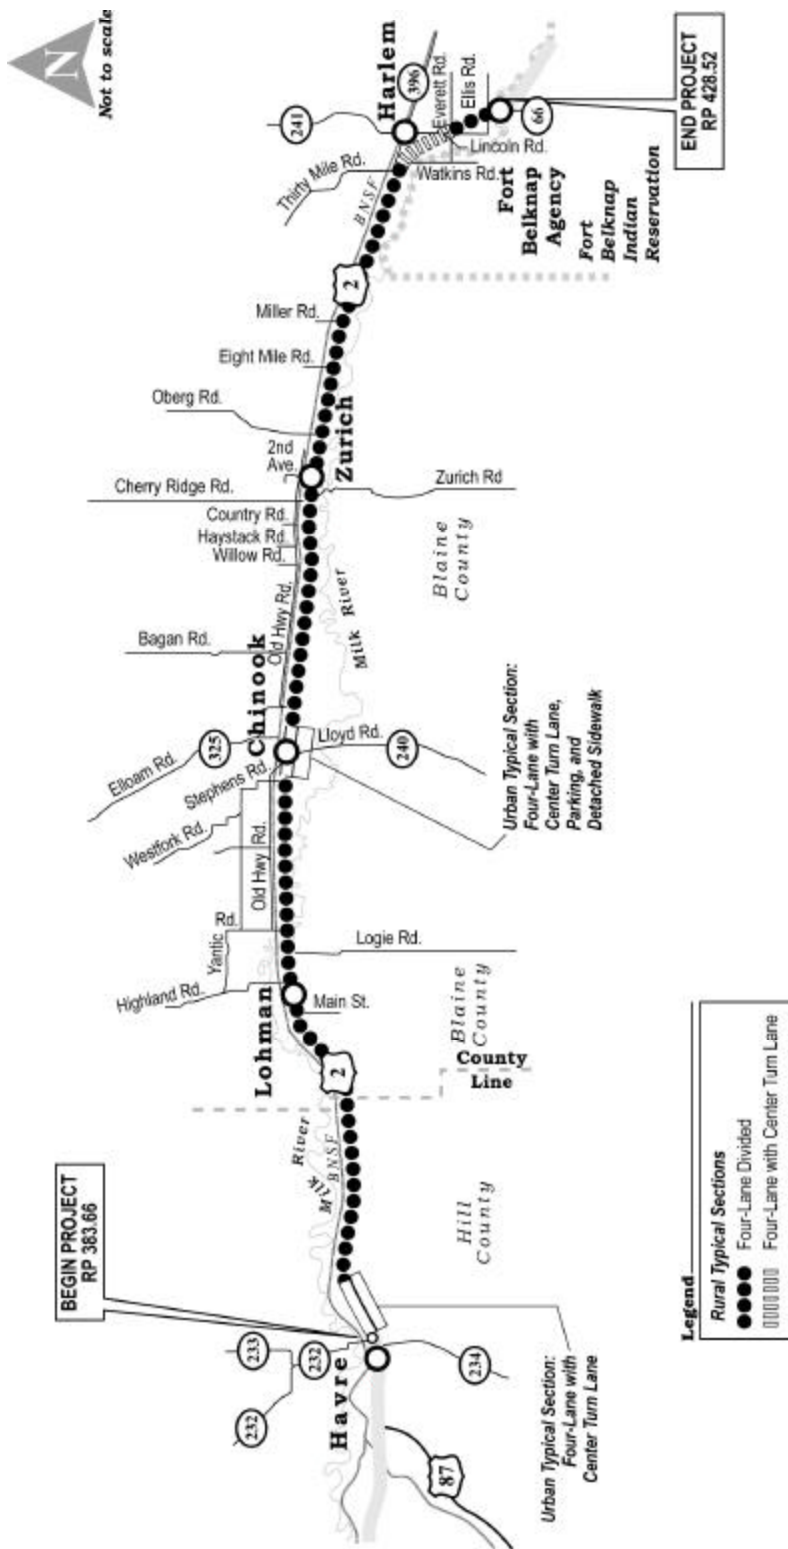 N
Not to scale
BEGIN PROJECT
RP 383.66
233
232
232
Havre
234
87
Urban Typical Section:
Four-Lane with
Center Turn Lane
Milk
River
BNSF
Hill
County
2
County
Line
Blaine
County
Lohman
Main St.
Highland Rd.
Yantic
Rd.
Logie Rd.
Old Hwy
Rd.
Westfork Rd.
Stephens Rd.
Elloam Rd.
325
Chinook
Lloyd Rd.
240
Urban Typical Section:
Four-Lane with
Center Turn Lane,
Parking, and
Detached Sidewalk
Bagan Rd.
Old Hwy Rd.
Milk
River
Willow Rd.
Haystack Rd.
Country Rd.
Cherry Ridge Rd.
2nd
Ave.
Zurich
Zurich Rd
Blaine
County
Oberg Rd.
Eight Mile Rd.
Miller Rd.
2
BNSF
Thirty Mile Rd.
241
Harlem
396
Everett Rd.
Ellis Rd.
Lincoln Rd.
Watkins Rd.
66
Fort
Belknap
Agency
Fort
Belknap
Indian
Reservation
END PROJECT
RP 428.52
Legend
Rural Typical Sections
Four-Lane Divided
Four-Lane with Center Turn Lane